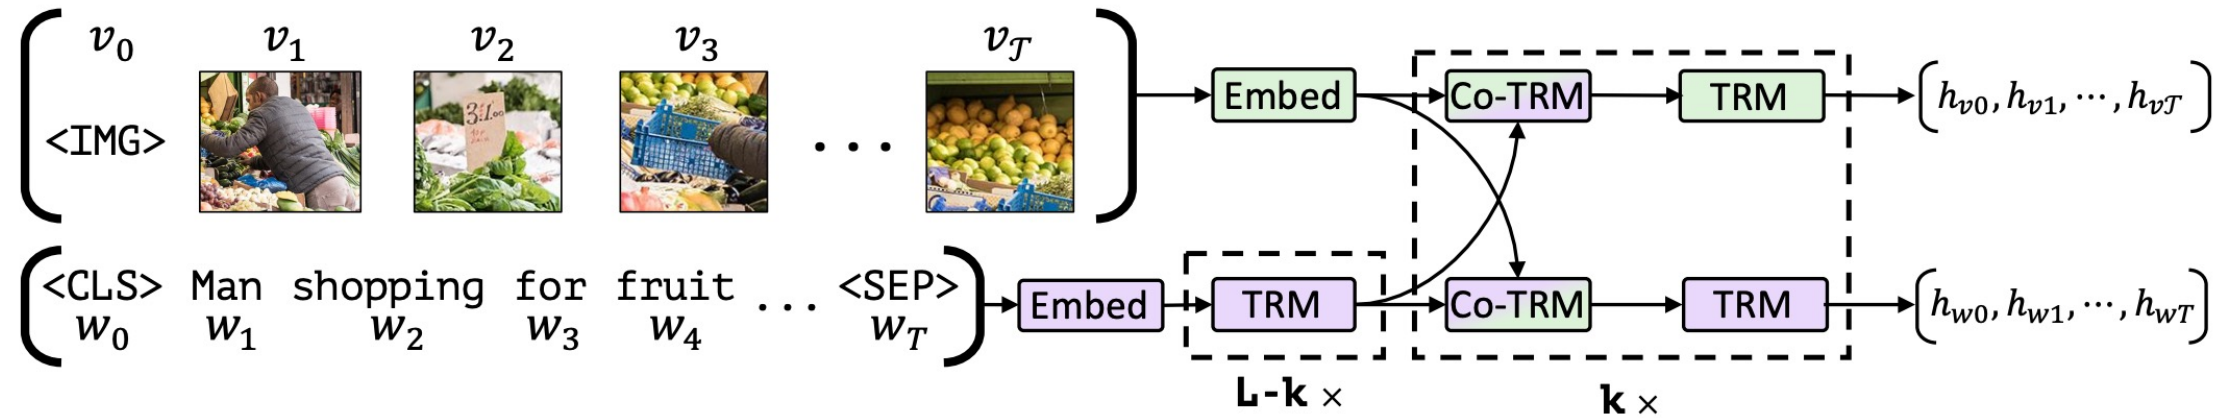 v0 v1 v2 v3 v𝒯
<IMG>
3:1.00
...
Embed Co-TRM TRM
hv0, hv1, ⋯, hv𝒯
<CLS> Man shopping for fruit ... <SEP>
w0 w1 w2 w3 w4 wT
Embed TRM Co-TRM TRM
hw0, hw1, ⋯, hwT
L-k ×
k ×